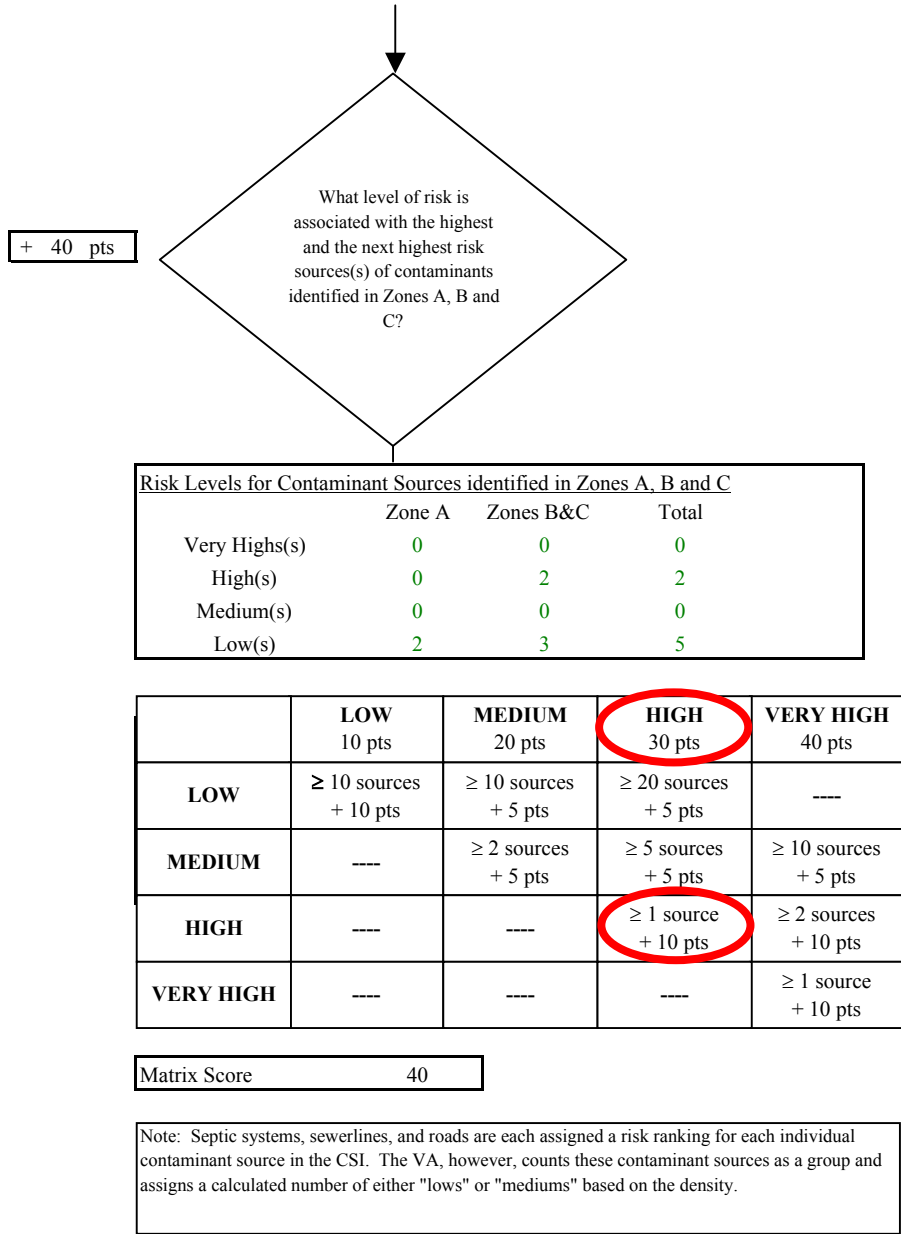 What level of risk is
associated with the highest
and the next highest risk
sources(s) of contaminants
identified in Zones A, B and
C?
+ 40 pts
Risk Levels for Contaminant Sources identified in Zones A, B and C
Zone A Zones B&C Total
Very Highs(s) 0 0 0
High(s) 0 2 2
Medium(s) 0 0 0
Low(s) 2 3 5
LOW MEDIUM HIGH VERY HIGH
10 pts 20 pts 30 pts 40 pts
LOW ≥ 10 sources ≥ 10 sources ≥ 20 sources ----
+ 10 pts + 5 pts + 5 pts
MEDIUM ---- ≥ 2 sources ≥ 5 sources ≥ 10 sources
+ 5 pts + 5 pts + 5 pts
HIGH ---- ---- ≥ 1 source ≥ 2 sources
+ 10 pts + 10 pts
VERY HIGH ---- ---- ---- ≥ 1 source
+ 10 pts
Matrix Score 40
Note: Septic systems, sewerlines, and roads are each assigned a risk ranking for each individual
contaminant source in the CSI. The VA, however, counts these contaminant sources as a group and
assigns a calculated number of either "lows" or "mediums" based on the density.